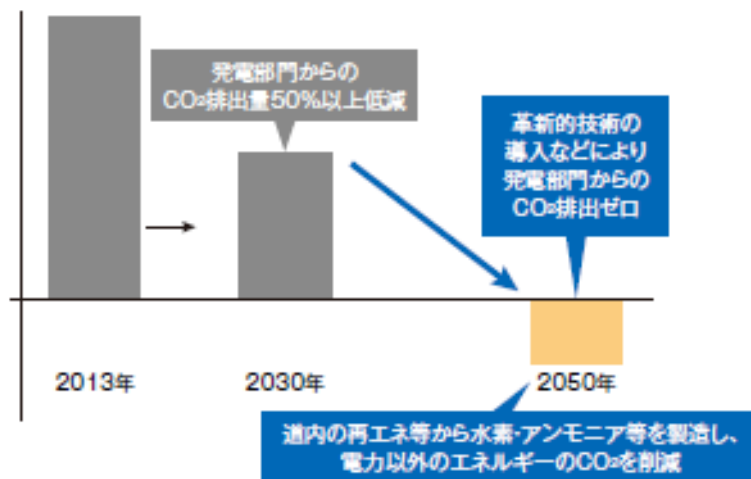 発電部門からの
CO₂排出量50%以上低減
革新的技術の
導入などにより
発電部門からの
CO₂排出ゼロ
2013年
2030年
2050年
道内の再エネ等から水素・アンモニア等を製造し、
電力以外のエネルギーのCO₂を削減